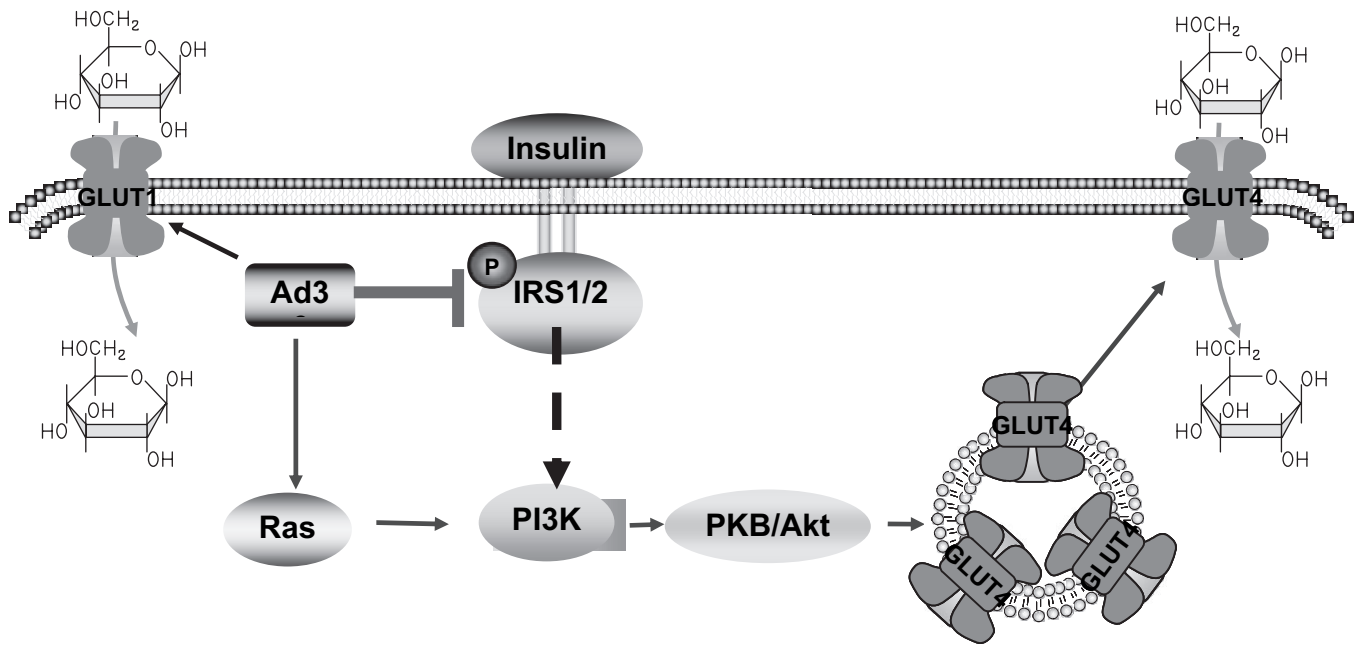 HOCH2
O
OH
OH
HO
OH
GLUT1
HOCH2
O
OH
OH
HO
OH
Insulin
P
IRS1/2
Ad3
HOCH2
O
OH
OH
HO
OH
GLUT4
HOCH2
O
OH
OH
HO
OH
Ras
PI3K
PKB/Akt
GLUT4
GLUT4
GLUT4